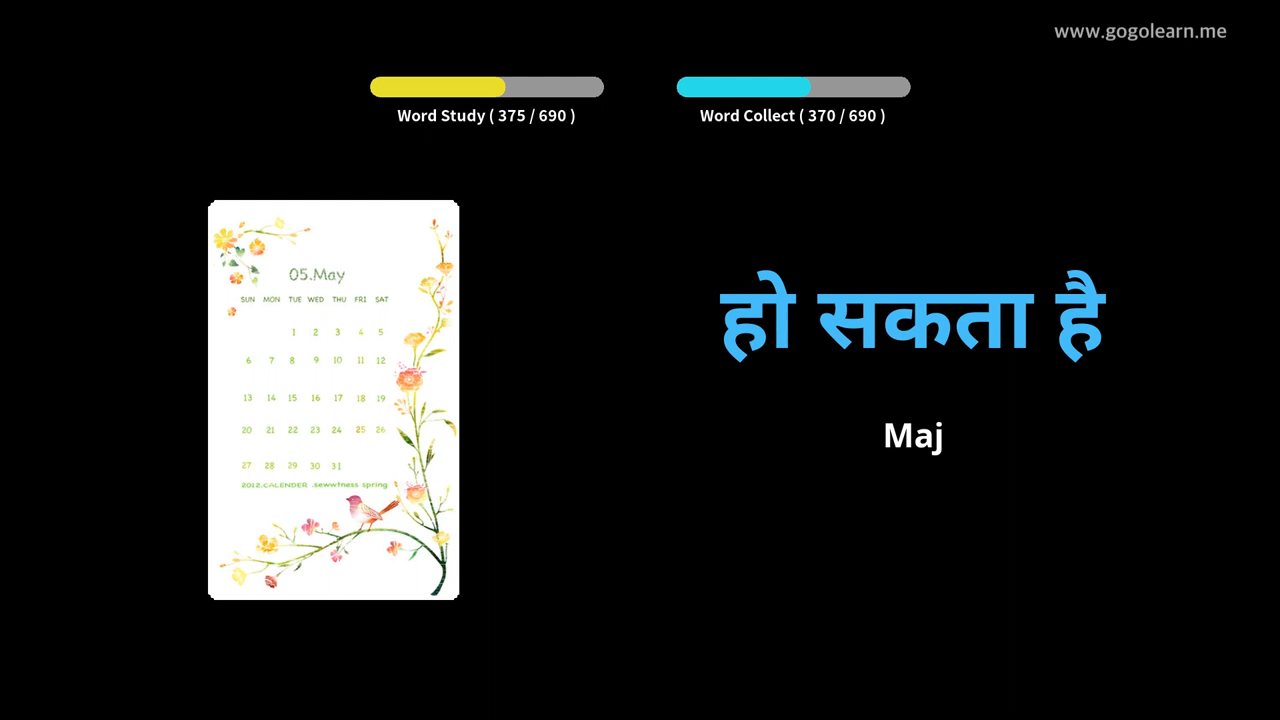 www.gogolearn.me
Word Study ( 375 / 690 )
Word Collect ( 370 / 690 )
05.May
SUN MON TUE WED THU FRI SAT
1 2 3 4 5
6 7 8 9 10 11 12
13 14 15 16 17 18 19
20 21 22 23 24 25 26
27 28 29 30 31
2012.CALENDER .sewwtness spring
हो सकता है
Maj